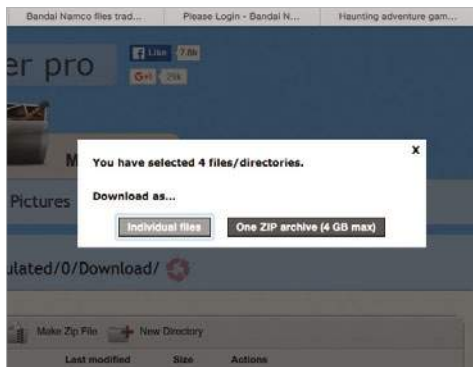 Bandai Namco files trad...
Please Login - Bandai N...
Haunting adventure gam...
er pro
Like 7.8k
G+1 29k
M
X
You have selected 4 files/directories.
Download as...
Individual files
One ZIP archive (4 GB max)
Pictures
ulated/0/Download/
Make Zip File
New Directory
Last modified
Size
Actions